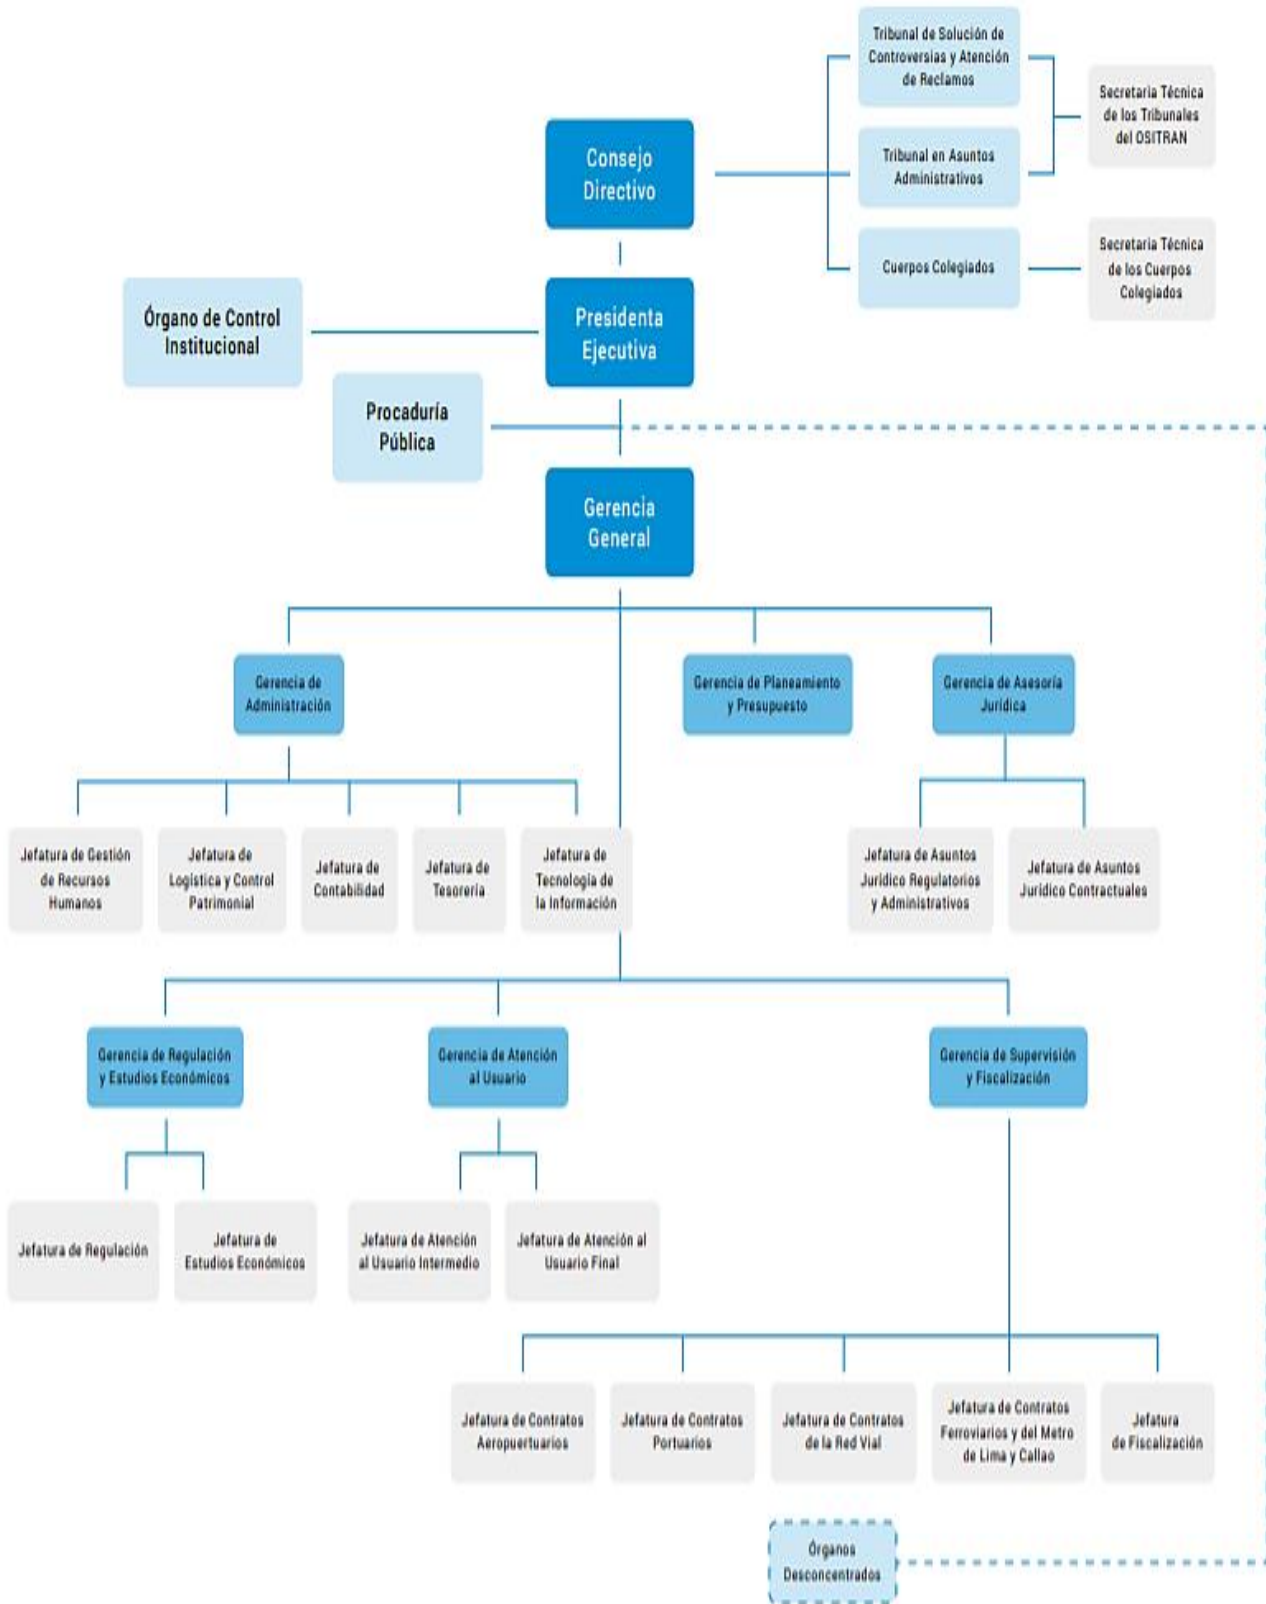 Tribunal de Solución de
Controversias y Atención
de Reclamos
Secretaria Técnica
de los Tribunales
del OSITRAN
Consejo
Directivo
Tribunal en Asuntos
Administrativos
Cuerpos Colegiados
Secretaria Técnica
de los Cuerpos
Colegiados
Órgano de Control
Institucional
Presidenta
Ejecutiva
Procaduría
Pública
Gerencia
General
Gerencia de
Administración
Gerencia de Planeamiento
y Presupuesto
Gerencia de Asesoría
Jurídica
Jefatura de Gestión
de Recursos
Humanos
Jefatura de
Logística y Control
Patrimonial
Jefatura de
Contabilidad
Jefatura de
Tesorería
Jefatura de
Tecnología de
la Información
Jefatura de Asuntos
Jurídico Regulatorios
y Administrativos
Jefatura de Asuntos
Jurídico Contractuales
Gerencia de Regulación
y Estudios Económicos
Gerencia de Atención
al Usuario
Gerencia de Supervisión
y Fiscalización
Jefatura de Regulación
Jefatura de
Estudios Económicos
Jefatura de Atención
al Usuario Intermedio
Jefatura de Atención al
Usuario Final
Jefatura de Contratos
Aeropuertuarios
Jefatura de Contratos
Portuarios
Jefatura de Contratos
de la Red Vial
Jefatura de Contratos
Ferroviarios y del Metro
de Lima y Callao
Jefatura
de Fiscalización
Órganos
Desconcentrados